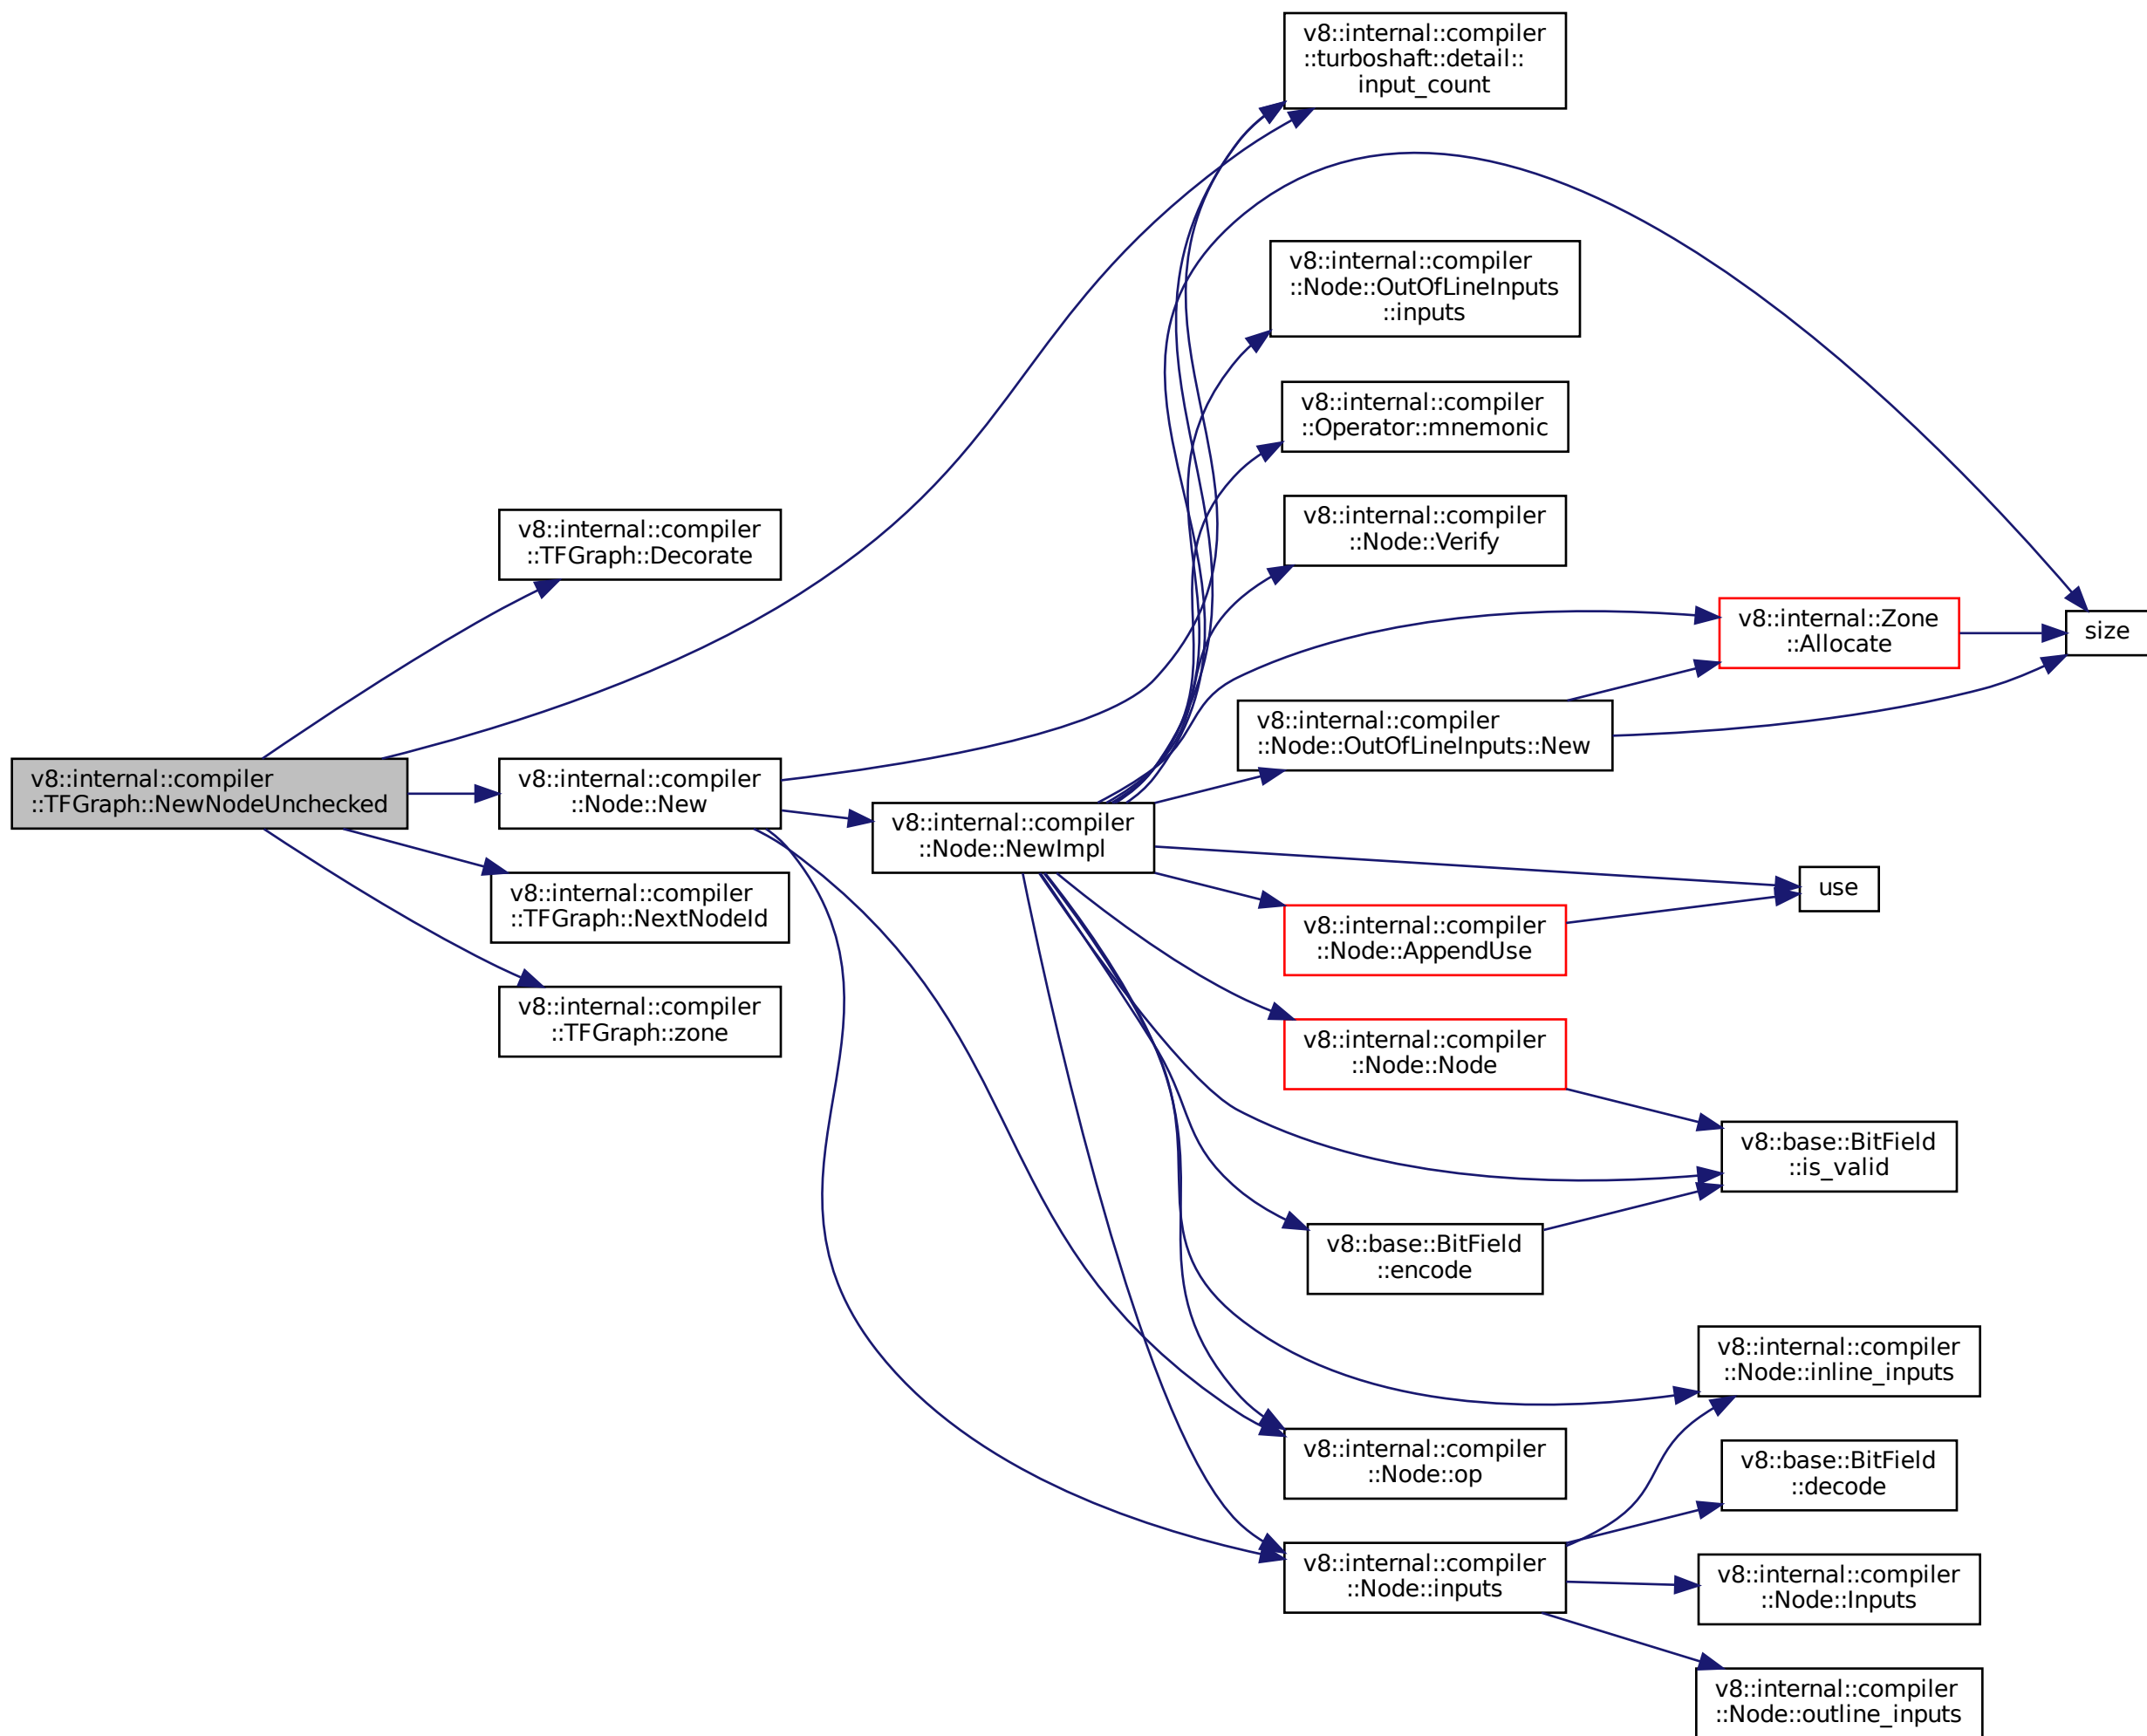 v8::internal::compiler
::turboshaft::detail::
input_count
v8::internal::compiler
::Node::OutOfLineInputs
::inputs
v8::internal::compiler
::Operator::mnemonic
v8::internal::compiler
::Node::Verify
v8::internal::compiler
::TFGraph::Decorate
v8::internal::Zone
::Allocate
size
v8::internal::compiler
::Node::OutOfLineInputs::New
v8::internal::compiler
::TFGraph::NewNodeUnchecked
v8::internal::compiler
::Node::New
v8::internal::compiler
::Node::NewImpl
use
v8::internal::compiler
::TFGraph::NextNodeId
v8::internal::compiler
::Node::AppendUse
v8::internal::compiler
::TFGraph::zone
v8::internal::compiler
::Node::Node
v8::base::BitField
::is_valid
v8::base::BitField
::encode
v8::internal::compiler
::Node::inline_inputs
v8::internal::compiler
::Node::op
v8::base::BitField
::decode
v8::internal::compiler
::Node::inputs
v8::internal::compiler
::Node::Inputs
v8::internal::compiler
::Node::outline_inputs